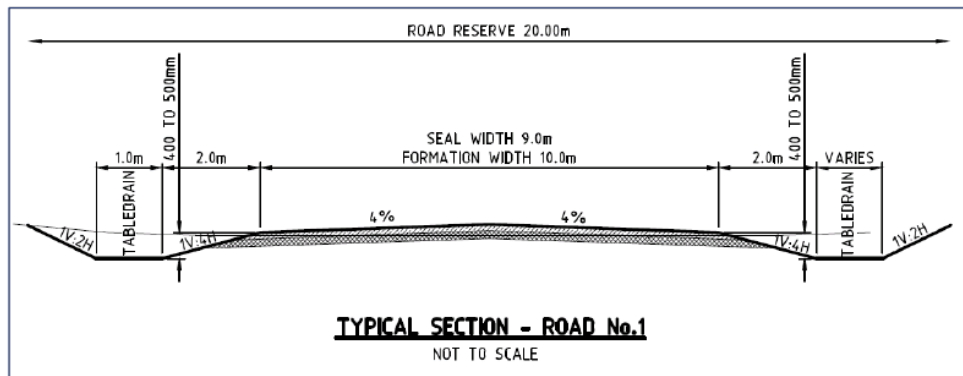 ROAD RESERVE 20.00m
400 TO 500mm
400 TO 500mm
SEAL WIDTH 9.0m
FORMATION WIDTH 10.0m
1.0m
2.0m
2.0m
VARIES
TABLEDRAIN
TABLEDRAIN
4%
4%
1V:2H
1V:4H
1V:4H
1V:2H
TYPICAL SECTION - ROAD No.1
NOT TO SCALE